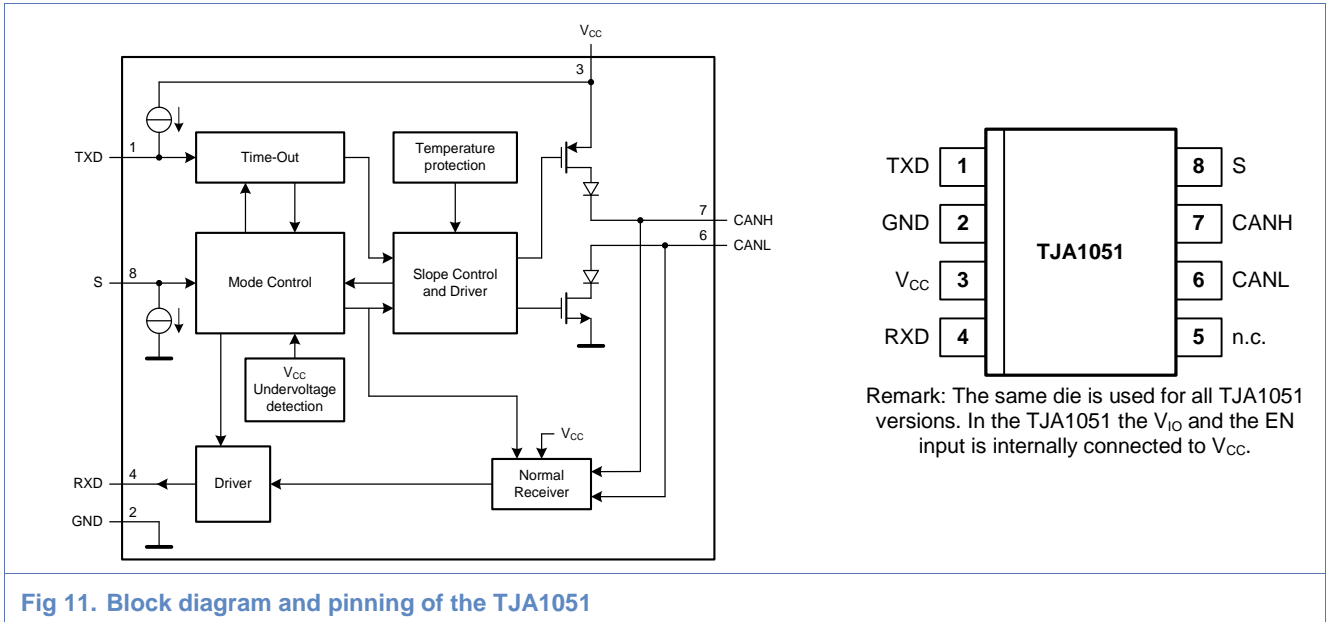 VCC
3
TXD
1
Time-Out
Temperature
protection
7
CANH
6
CANL
S
8
Mode Control
Slope Control
and Driver
VCC
Undervoltage
detection
VCC
RXD
4
Driver
Normal
Receiver
GND
2
TXD 1
GND 2
VCC 3
RXD 4
TJA1051
8 S
7 CANH
6 CANL
5 n.c.
Remark: The same die is used for all TJA1051
versions. In the TJA1051 the VIO and the EN
input is internally connected to VCC.
Fig 11. Block diagram and pinning of the TJA1051